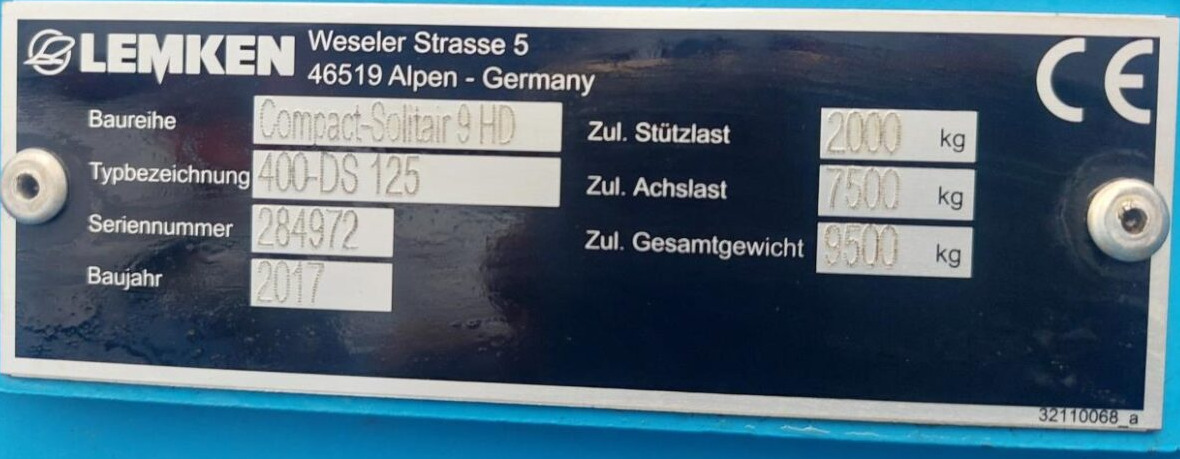 LEMKEN
Weseler Strasse 5
46519 Alpen - Germany
CE
Baureihe Compact-Solitair 9 HD
Typbezeichnung 400-DS 125
Seriennummer 284972
Baujahr 2017
Zul. Stützlast 2000 kg
Zul. Achslast 7500 kg
Zul. Gesamtgewicht 9500 kg
32110068_a